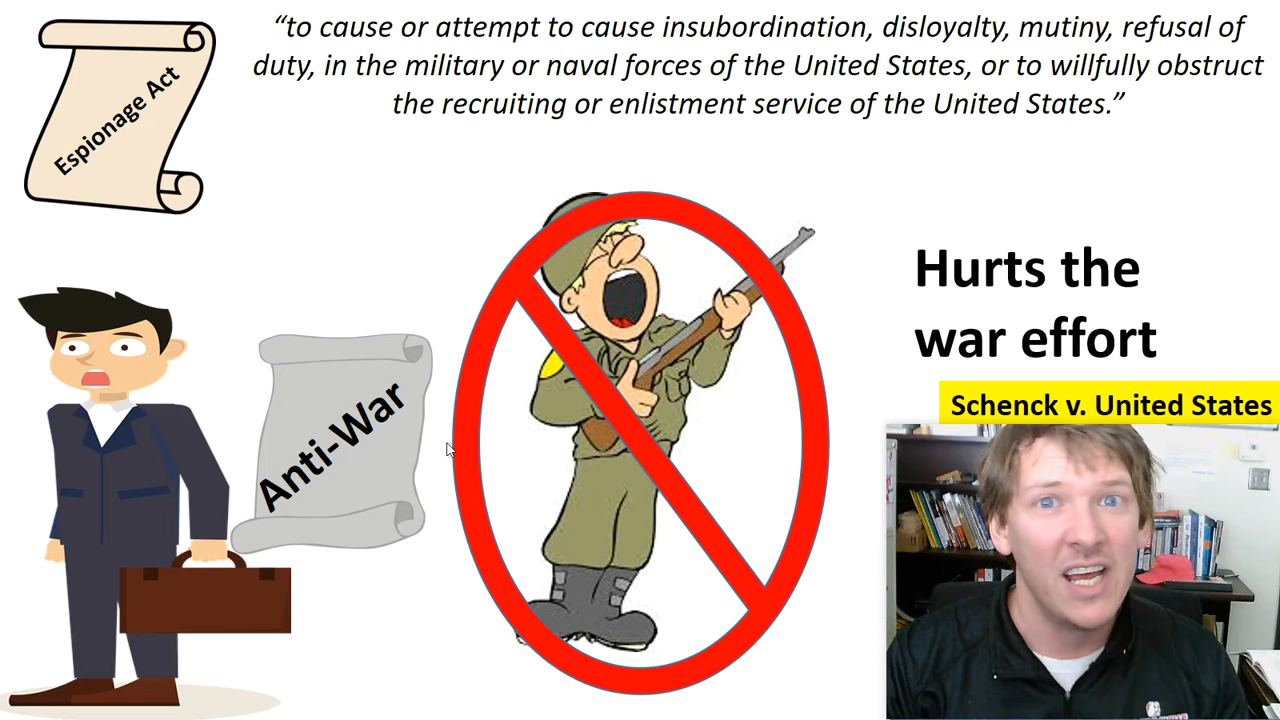 “to cause or attempt to cause insubordination, disloyalty, mutiny, refusal of
duty, in the military or naval forces of the United States, or to willfully obstruct
the recruiting or enlistment service of the United States.”
Espionage Act
Anti-War
Hurts the
war effort
Schenck v. United States